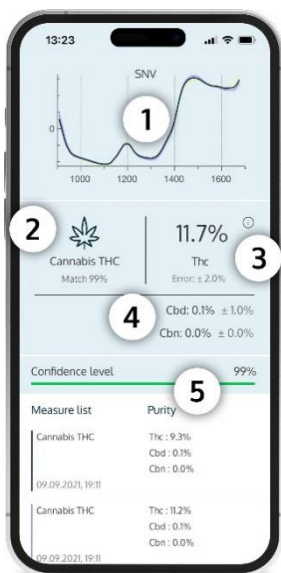 13:23
SNV
1
0
1000 1200 1400 1600
2
11.7%
Cannabis THC
Thc
3
Match 99%
Error: ± 2.0%
4
Cbd: 0.1% ± 1.0%
Cbn: 0.0% ± 0.0%
Confidence level 99%
5
Measure list Purity
Cannabis THC Thc : 9.3%
Cbd : 0.1%
Cbn : 0.0%
09.09.2021, 19:11
Cannabis THC Thc : 11.2%
Cbd : 0.1%
Cbn : 0.0%
09.09.2021, 19:11